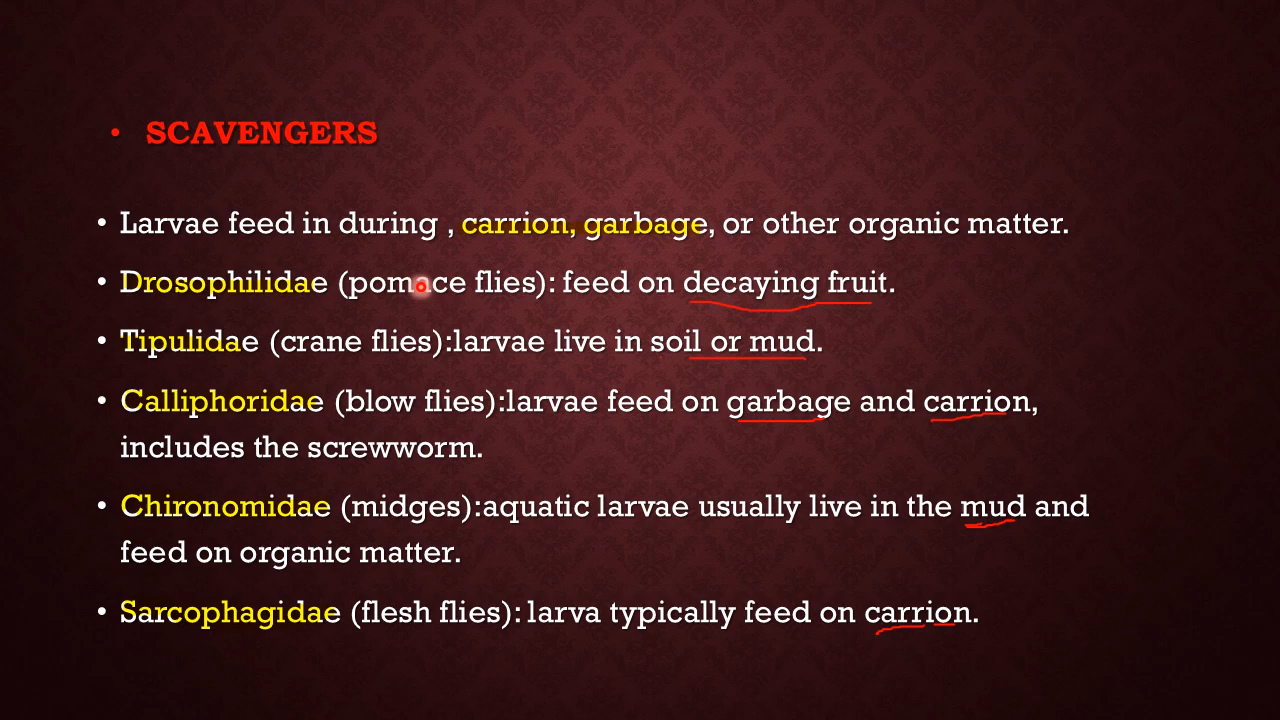 • SCAVENGERS
• Larvae feed in during , carrion, garbage, or other organic matter.
• Drosophilidae (pomace flies): feed on decaying fruit.
• Tipulidae (crane flies):larvae live in soil or mud.
• Calliphoridae (blow flies):larvae feed on garbage and carrion,
includes the screwworm.
• Chironomidae (midges):aquatic larvae usually live in the mud and
feed on organic matter.
• Sarcophagidae (flesh flies): larva typically feed on carrion.